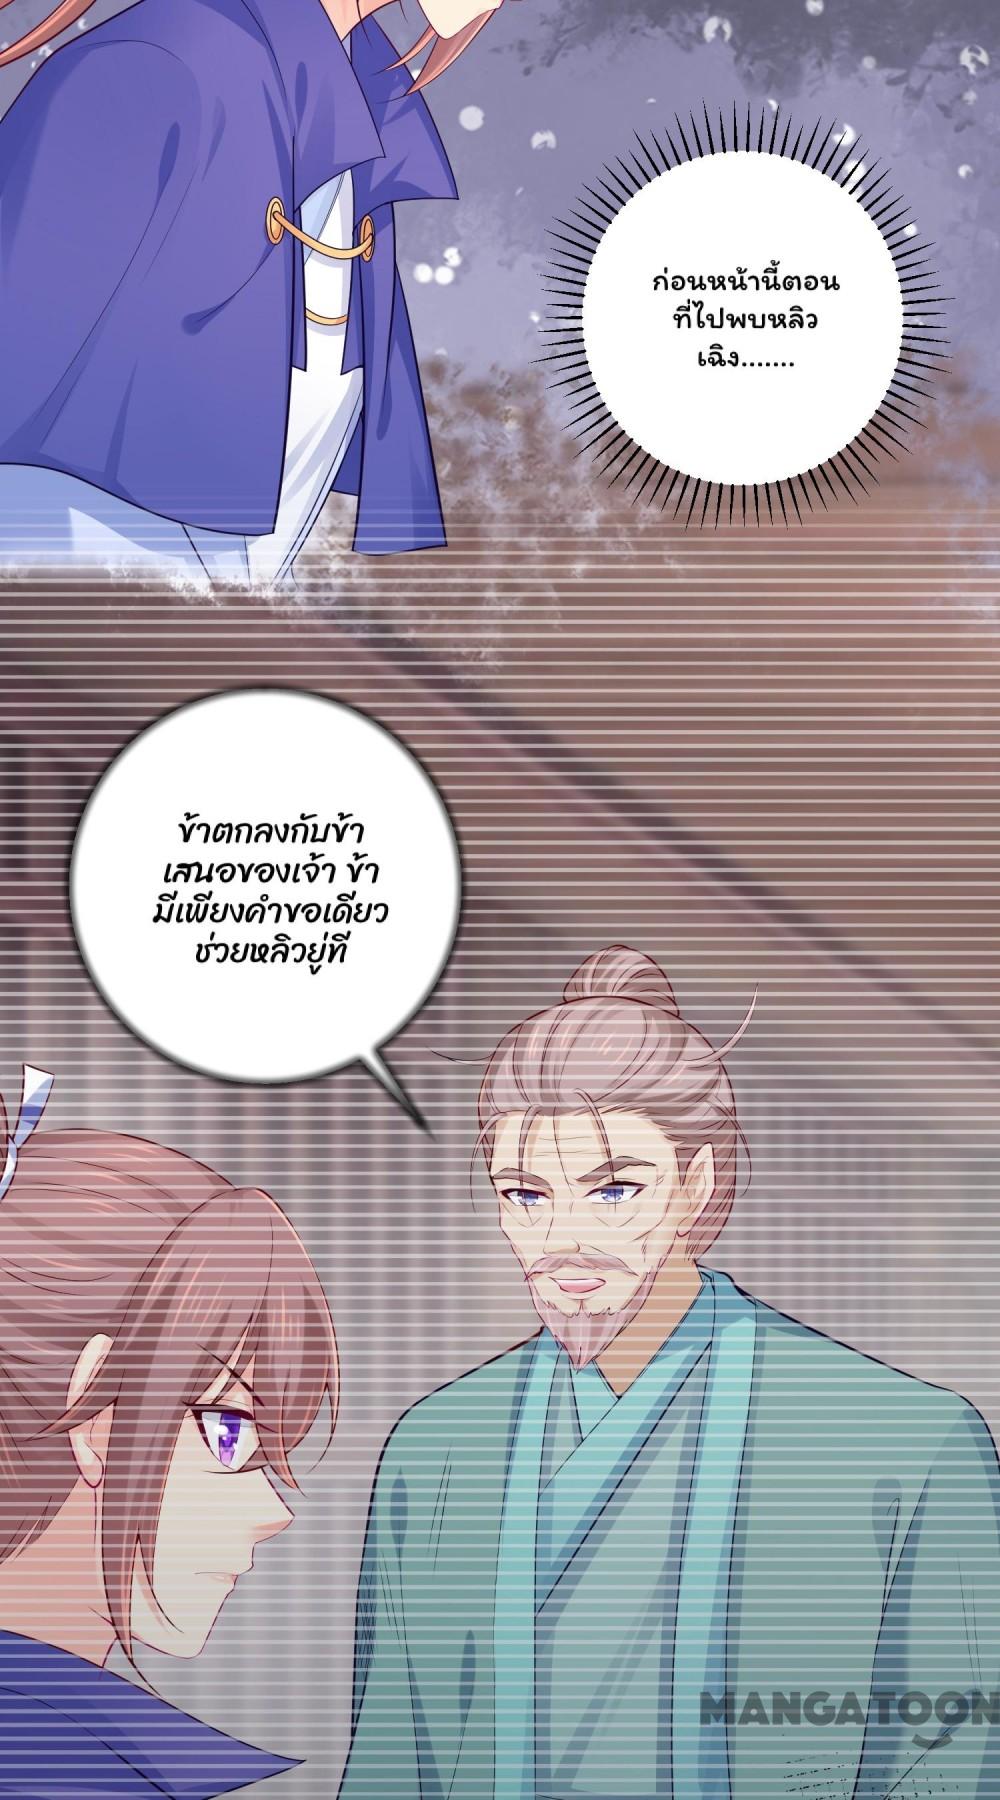 ก่อนหน้านี้ตอน
ที่ไปพบหลิว
เฉิง.......
ข้าตกลงกับข้า
เสนอของเจ้า ข้า
มีเพียงคำขอเดียว
ช่วยหลิวยู่ที
MANGATOON